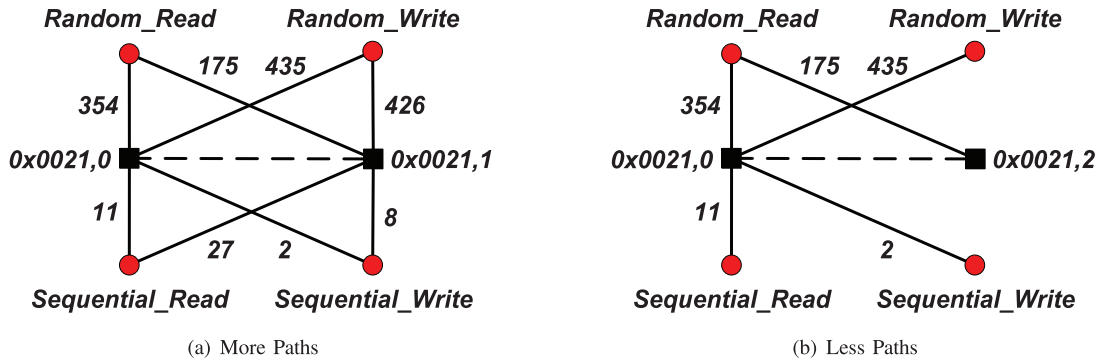 Random_Read Random_Write Random_Read Random_Write
175 435 175 435
354 426 354
0x0021,0 0x0021,1 0x0021,0 0x0021,2
11 8 11
27 2 2
Sequential_Read Sequential_Write Sequential_Read Sequential_Write
(a) More Paths (b) Less Paths